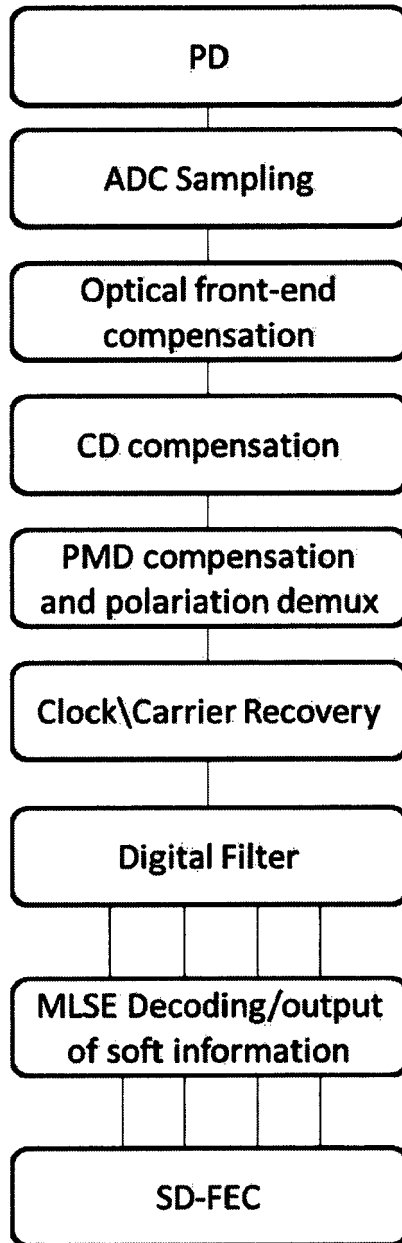 PD
ADC Sampling
Optical front-end
compensation
CD compensation
PMD compensation
and polariation demux
Clock\Carrier Recovery
Digital Filter
MLSE Decoding/output
of soft information
SD-FEC